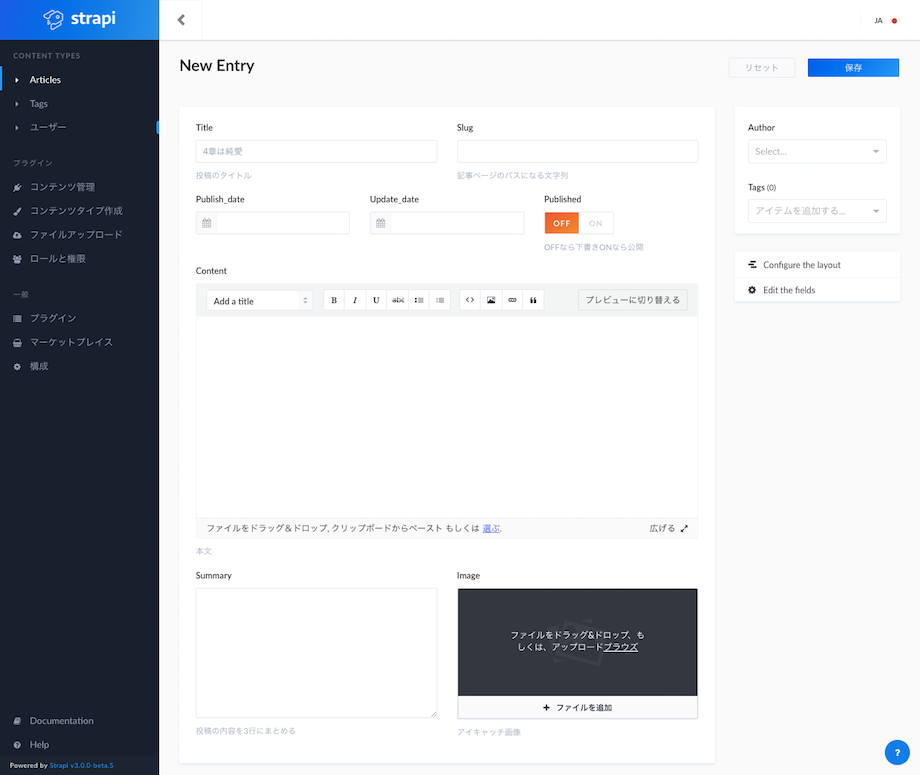 strapi
JA
CONTENT TYPES
Articles
Tags
ユーザー
プラグイン
コンテンツ管理
コンテンツタイプ作成
ファイルアップロード
ロールと権限
一般
プラグイン
マーケットプレイス
構成
Documentation
Help
Powered by Strapi v3.0.0-beta.5
New Entry
リセット
保存
Title
4章は純愛
投稿のタイトル
Slug
記事ページのパスになる文字列
Publish_date
Update_date
Published
OFF ON
OFFなら下書きONなら公開
Content
Add a title
B I U abc
プレビューに切り替える
ファイルをドラッグ＆ドロップ, クリップボードからペースト もしくは 選ぶ.
広げる
本文
Summary
投稿の内容を3行にまとめる
Image
ファイルをドラッグ&ドロップ、も
しくは、アップロードブラウズ
+ ファイルを追加
アイキャッチ画像
Author
Select...
Tags (0)
アイテムを追加する...
Configure the layout
Edit the fields
?